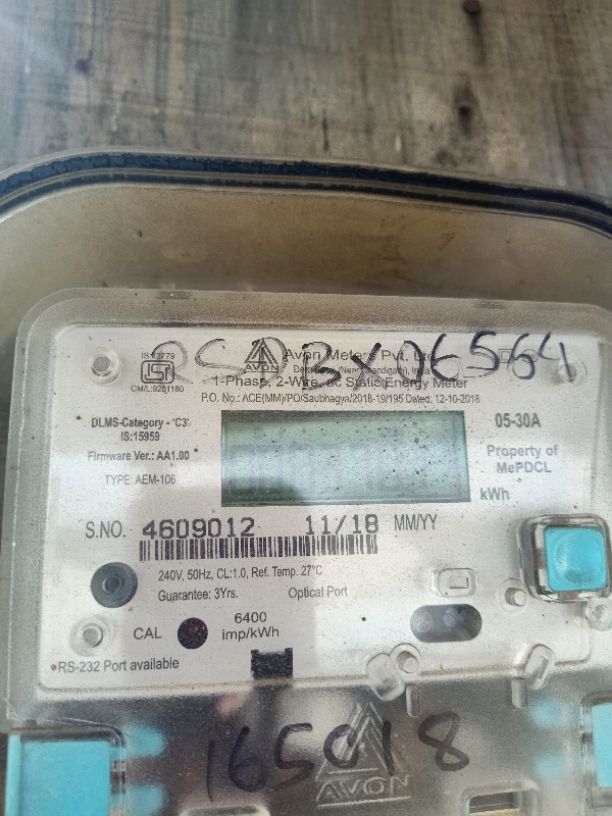 IS:13779
CM/L:9281180
AVON
Avon Meters Pvt. Ltd.
1-Phase, 2-Wire, ac Static Energy Meter
P.O. No.: ACE(MM)/PO/Saubhagya/2018-19/195 Dated: 12-10-2018
BX06564
DLMS-Category - 'C3'
IS:15959
Firmware Ver.: AA1.00
TYPE: AEM-106
05-30A
Property of
MePDCL
kWh
S.NO. 4609012 11/18 MM/YY
240V, 50Hz, CL:1.0, Ref. Temp. 27°C
Guarantee: 3Yrs. Optical Port
CAL 6400
imp/kWh
RS-232 Port available
165018
AVON